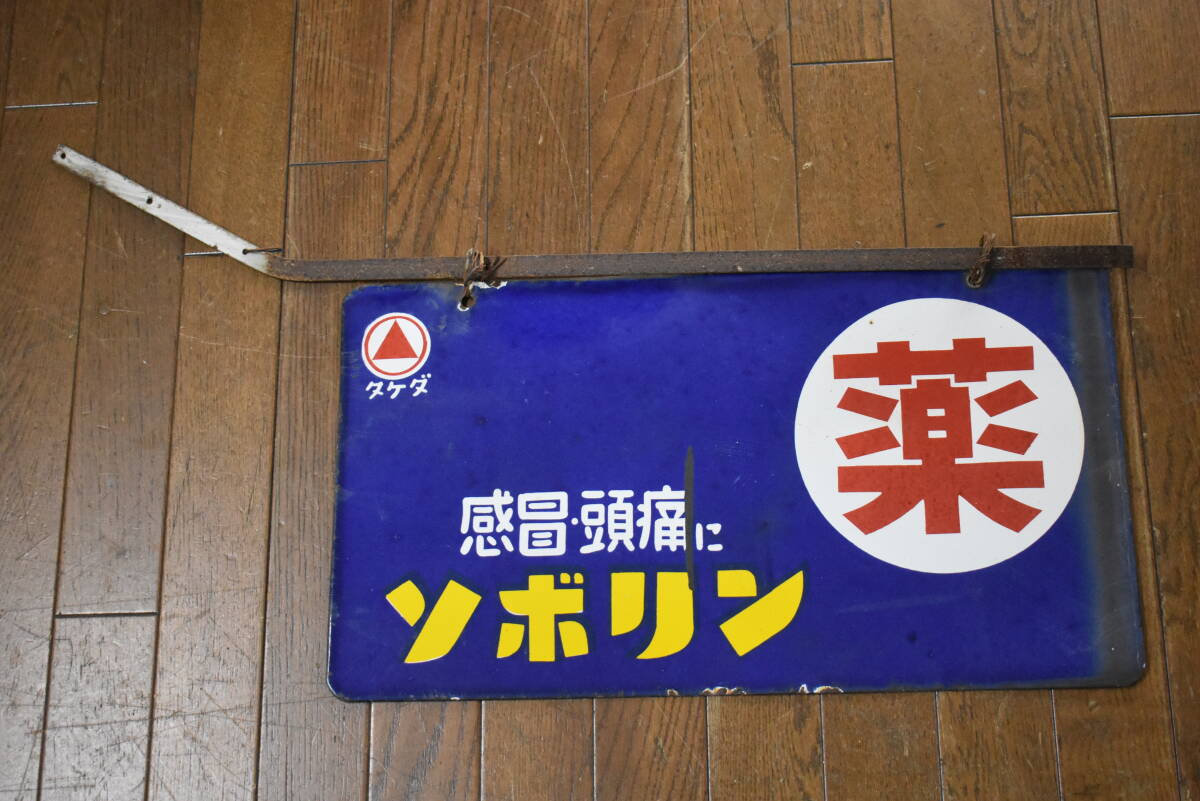 タケダ
薬
感冒・頭痛に
ソボリン